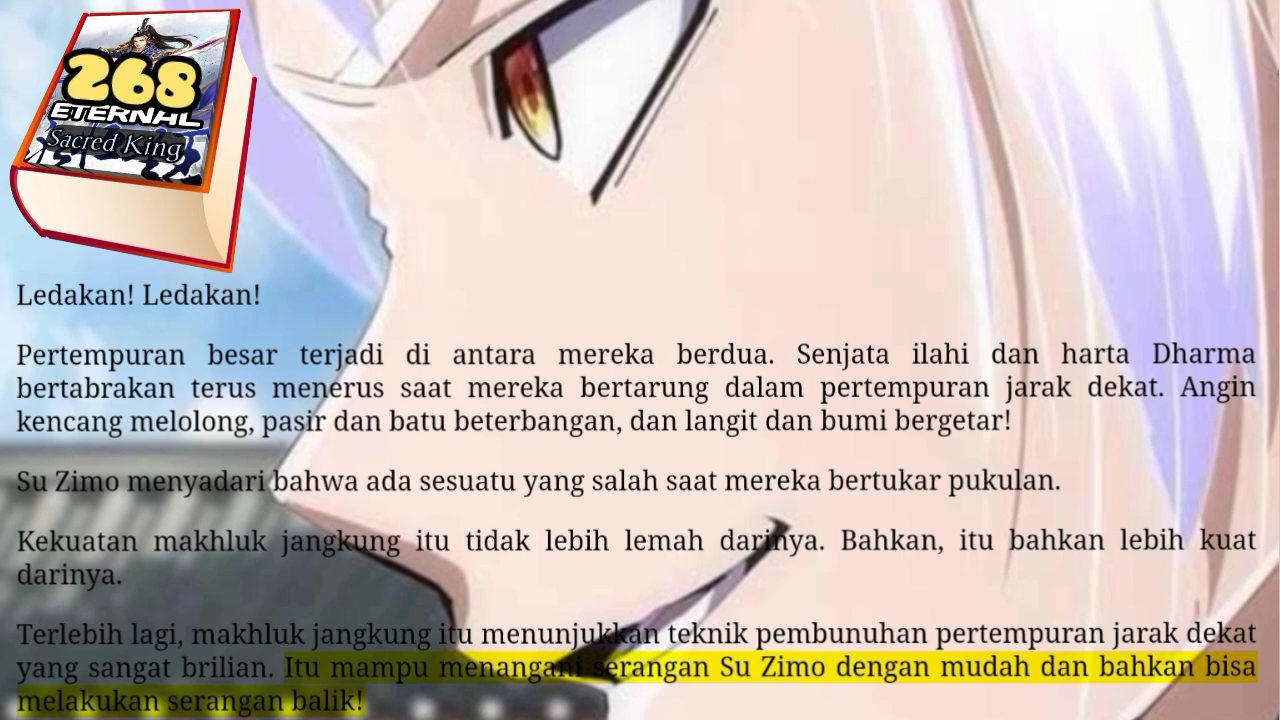 268
ETERNAL
Sacred King
Ledakan! Ledakan!
Pertempuran besar terjadi di antara mereka berdua. Senjata ilahi dan harta Dharma
bertabrakan terus menerus saat mereka bertarung dalam pertempuran jarak dekat. Angin
kencang melolong, pasir dan batu beterbangan, dan langit dan bumi bergetar!
Su Zimo menyadari bahwa ada sesuatu yang salah saat mereka bertukar pukulan.
Kekuatan makhluk jangkung itu tidak lebih lemah darinya. Bahkan, itu bahkan lebih kuat
darinya.
Terlebih lagi, makhluk jangkung itu menunjukkan teknik pembunuhan pertempuran jarak dekat
yang sangat brilian. Itu mampu menangani serangan Su Zimo dengan mudah dan bahkan bisa
melakukan serangan balik!